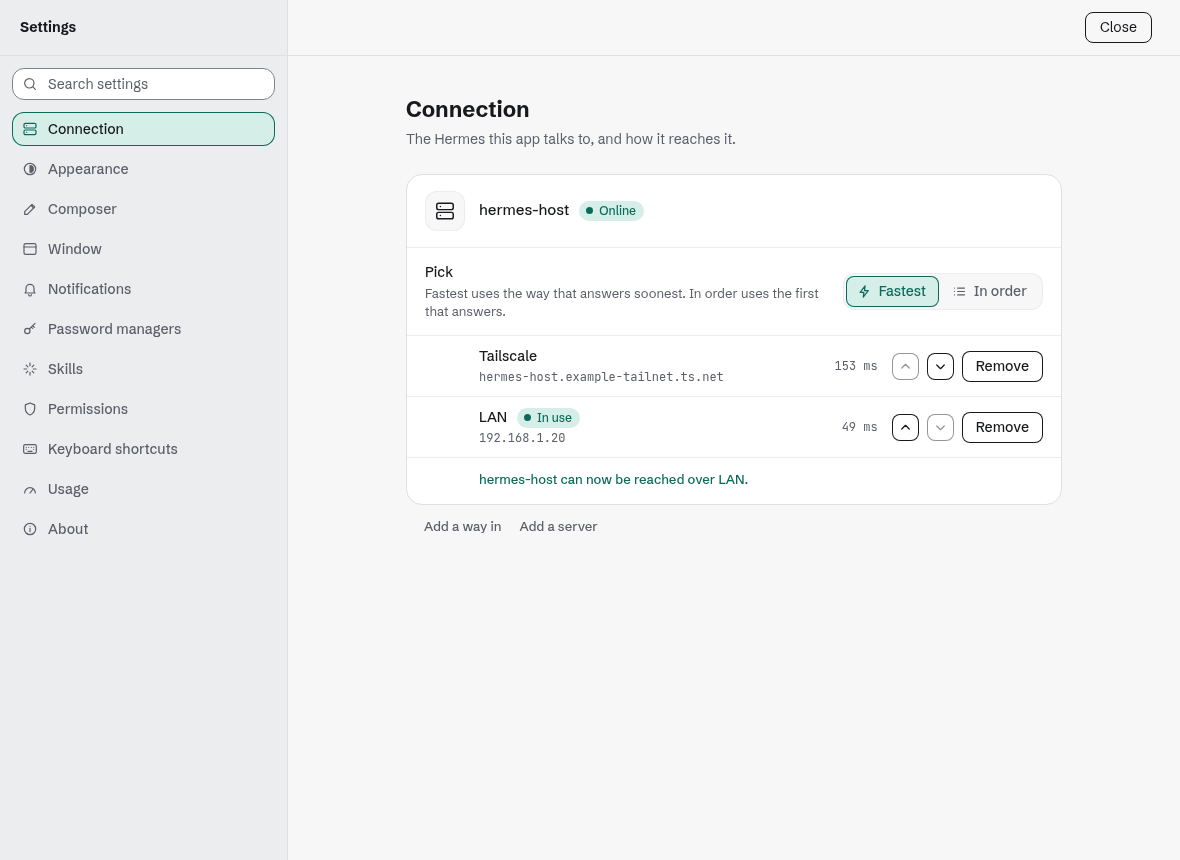 Settings
Close
Search settings
Connection
Appearance
Composer
Window
Notifications
Password managers
Skills
Permissions
Keyboard shortcuts
Usage
About
Connection
The Hermes this app talks to, and how it reaches it.
hermes-host
Online
Pick
Fastest uses the way that answers soonest. In order uses the first
that answers.
Fastest
In order
Tailscale
hermes-host.example-tailnet.ts.net
153 ms
Remove
LAN
In use
192.168.1.20
49 ms
Remove
hermes-host can now be reached over LAN.
Add a way in
Add a server